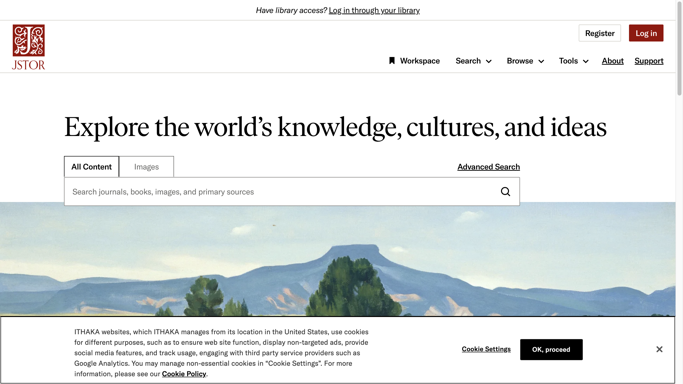 Have library access? Log in through your library
JSTOR
Register
Log in
Workspace
Search
Browse
Tools
About
Support
Explore the world’s knowledge, cultures, and ideas
All Content
Images
Advanced Search
Search journals, books, images, and primary sources
ITHAKA websites, which ITHAKA manages from its location in the United States, use cookies
for different purposes, such as to ensure web site function, display non-targeted ads, provide
social media features, and track usage, engaging with third party service providers such as
Google Analytics. You may manage non-essential cookies in “Cookie Settings”. For more
information, please see our Cookie Policy.
Cookie Settings
OK, proceed